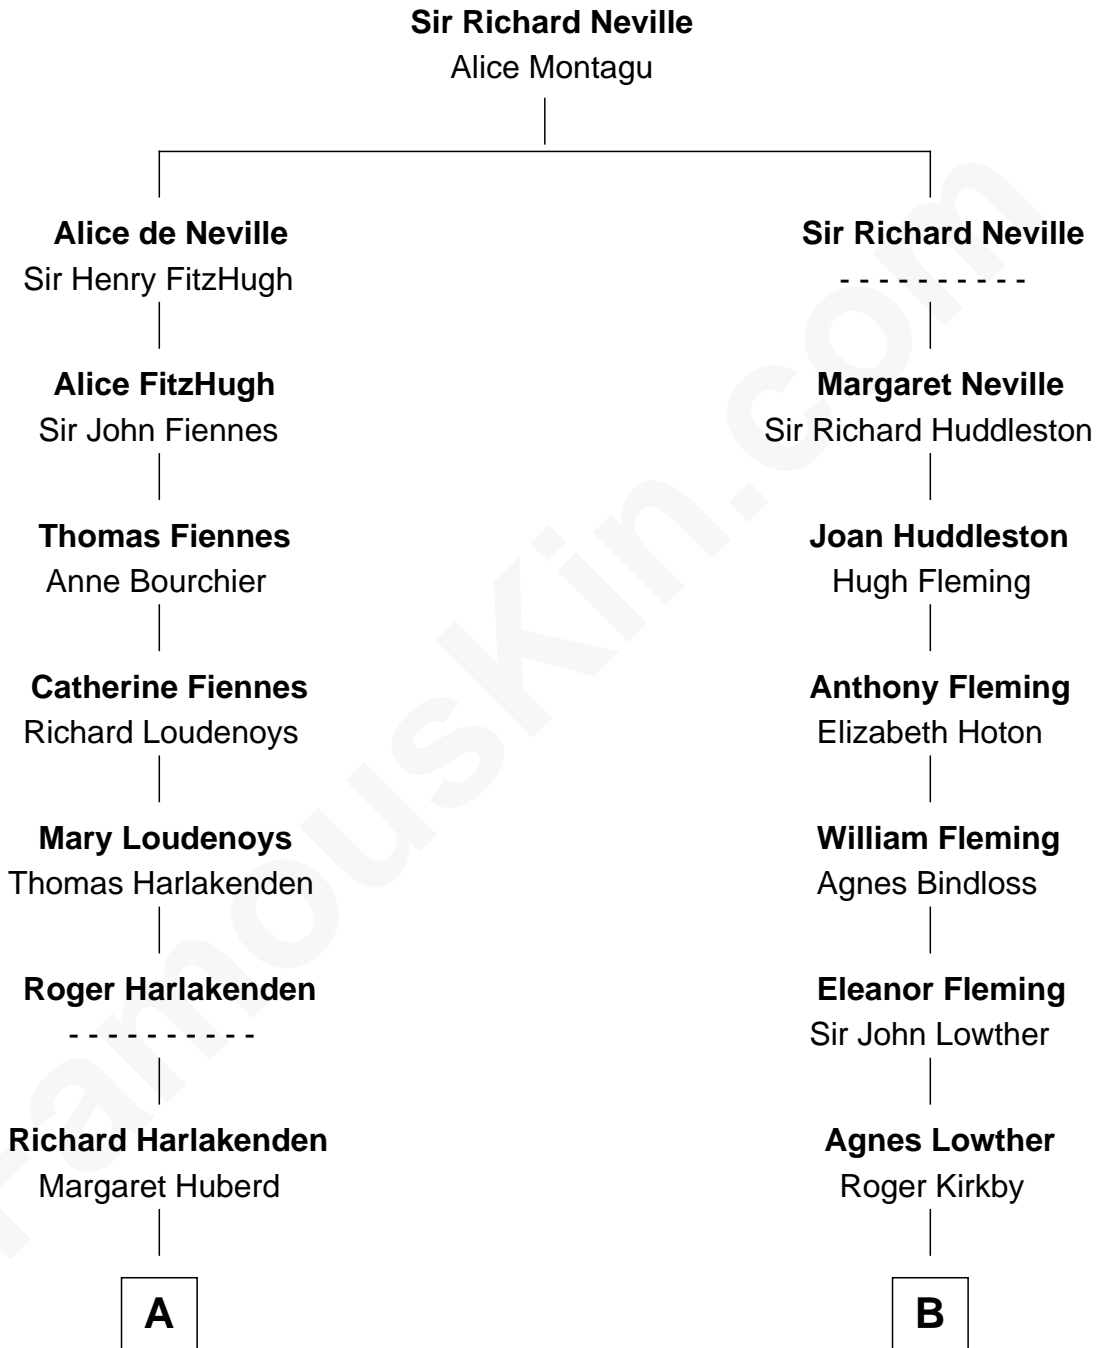 Sir Richard Neville
Alice Montagu
Alice de Neville
Sir Henry FitzHugh
Sir Richard Neville
- - - - - - - - - -
Alice FitzHugh
Sir John Fiennes
Margaret Neville
Sir Richard Huddleston
Thomas Fiennes
Anne Bourchier
Joan Huddleston
Hugh Fleming
Catherine Fiennes
Richard Loudenoys
Anthony Fleming
Elizabeth Hoton
Mary Loudenoys
Thomas Harlakenden
William Fleming
Agnes Bindloss
Roger Harlakenden
- - - - - - - - - -
Eleanor Fleming
Sir John Lowther
Richard Harlakenden
Margaret Huberd
Agnes Lowther
Roger Kirkby
A
B
FamousKin.com